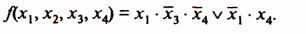 f(x₁, x₂, x₃, x₄) = x₁ · x̄₃ · x̄₄ ∨ x̄₁ · x₄.